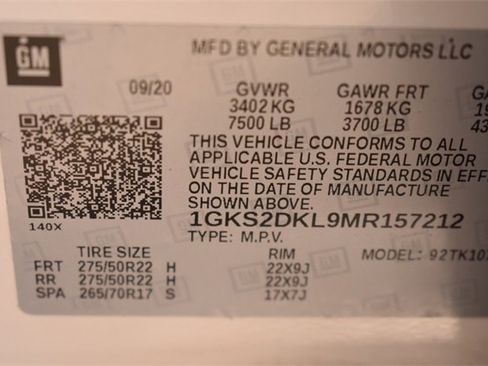 GM
MFD BY GENERAL MOTORS LLC
09/20 GVWR GAWR FRT
3402 KG 1678 KG
7500 LB 3700 LB
THIS VEHICLE CONFORMS TO ALL
APPLICABLE U.S. FEDERAL MOTOR
VEHICLE SAFETY STANDARDS IN
ON THE DATE OF MANUFACTURE
SHOWN ABOVE.
140X 1GKS2DKL9MR157212
TYPE: M.P.V. MODEL:
TIRE SIZE RIM
FRT 275/50R22 H 22X9J
RR 275/50R22 H 22X9J
SPA 265/70R17 S 17X7J